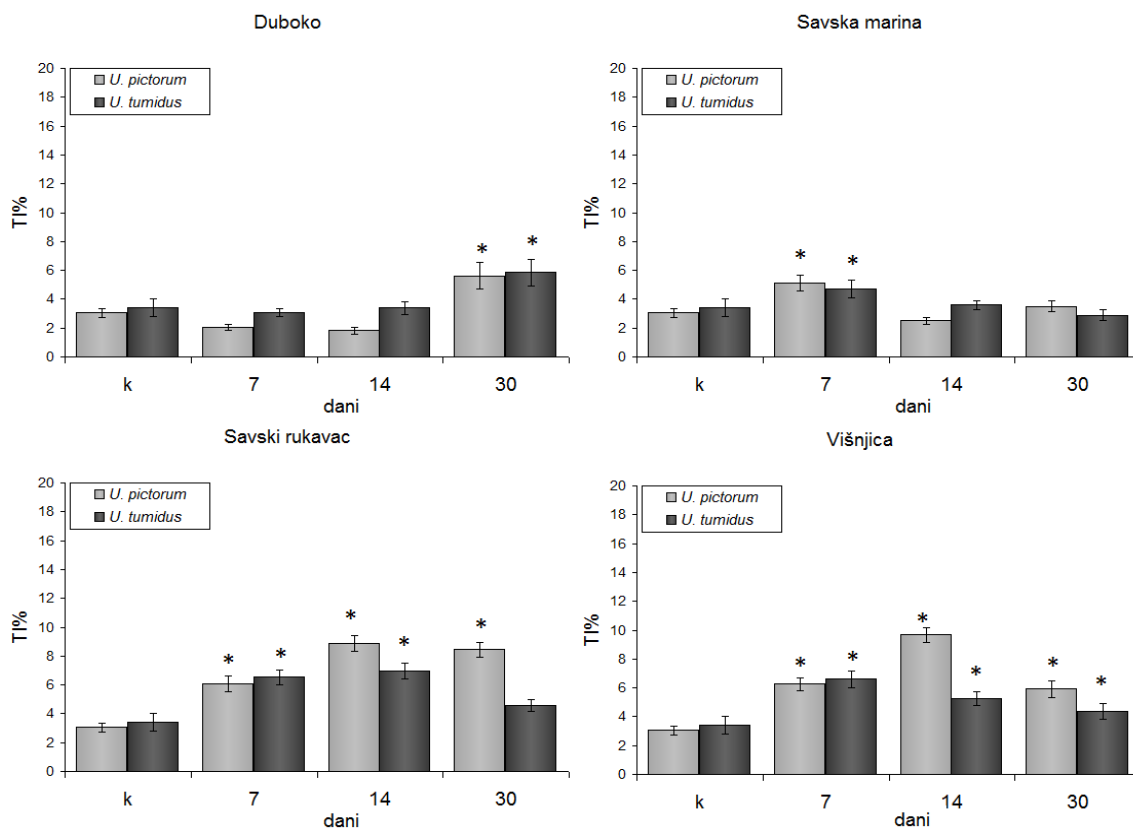 Duboko
U. pictorum
U. tumidus
TI%
20
18
16
14
12
10
8
6
4
2
0
* *
k 7 14 30
dani
Savska marina
U. pictorum
U. tumidus
TI%
20
18
16
14
12
10
8
6
4
2
0
* *
k 7 14 30
dani
Savski rukavac
U. pictorum
U. tumidus
TI%
20
18
16
14
12
10
8
6
4
2
0
* * * * *
k 7 14 30
dani
Višnjica
U. pictorum
U. tumidus
TI%
20
18
16
14
12
10
8
6
4
2
0
* * * * * *
k 7 14 30
dani